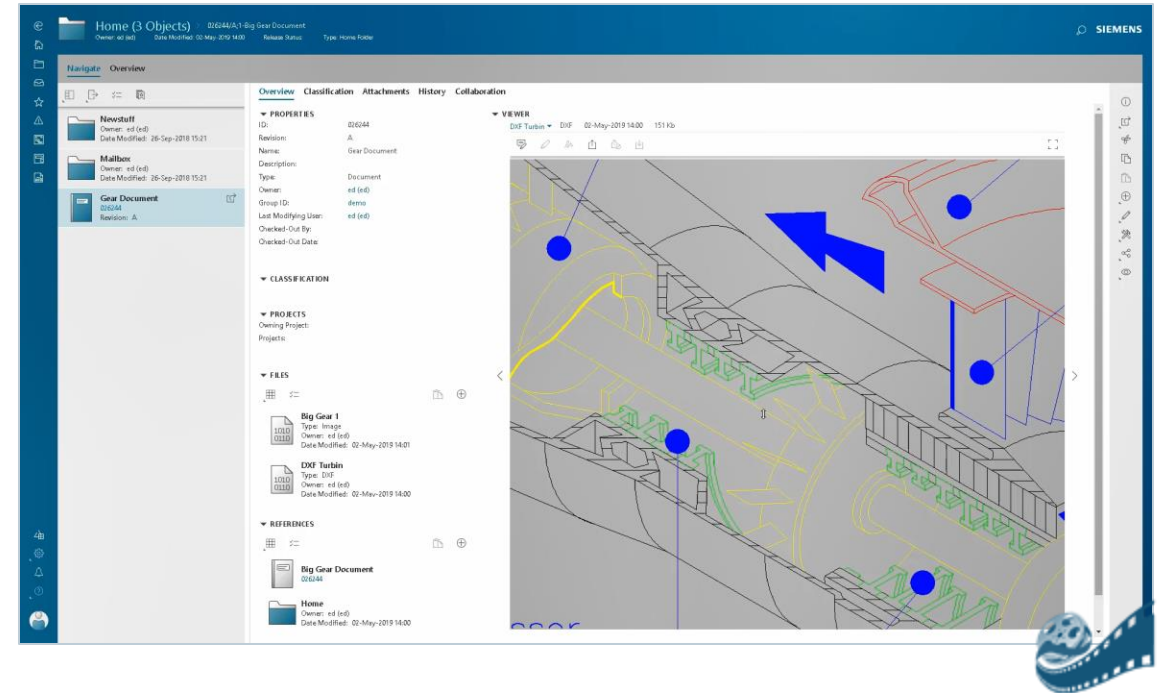 Home (3 Objects) 026244/A;1-Big Gear Document
Owner: ed (ed) Date Modified: 02-May-2019 14:00 Release Status: Type: Home Folder
SIEMENS
Navigate Overview
Newstuff
Owner: ed (ed)
Date Modified: 26-Sep-2018 15:21
Mailbox
Owner: ed (ed)
Date Modified: 26-Sep-2018 15:21
Gear Document
026244
Revision: A
Overview Classification Attachments History Collaboration
PROPERTIES
ID: 026244
Revision: A
Name: Gear Document
Description:
Type: Document
Owner: ed (ed)
Group ID: demo
Last Modifying User: ed (ed)
Checked-Out By:
Checked-Out Date:
CLASSIFICATION
PROJECTS
Owning Project:
Projects:
FILES
Big Gear 1
Type: Image
Owner: ed (ed)
Date Modified: 02-May-2019 14:01
1010
0110
DXF Turbin
Type: DXF
Owner: ed (ed)
Date Modified: 02-May-2019 14:00
1010
0110
REFERENCES
Big Gear Document
026244
Home
Owner: ed (ed)
Date Modified: 02-May-2019 14:00
VIEWER
DXF Turbin DXF 02-May-2019 14:00 151 Kb